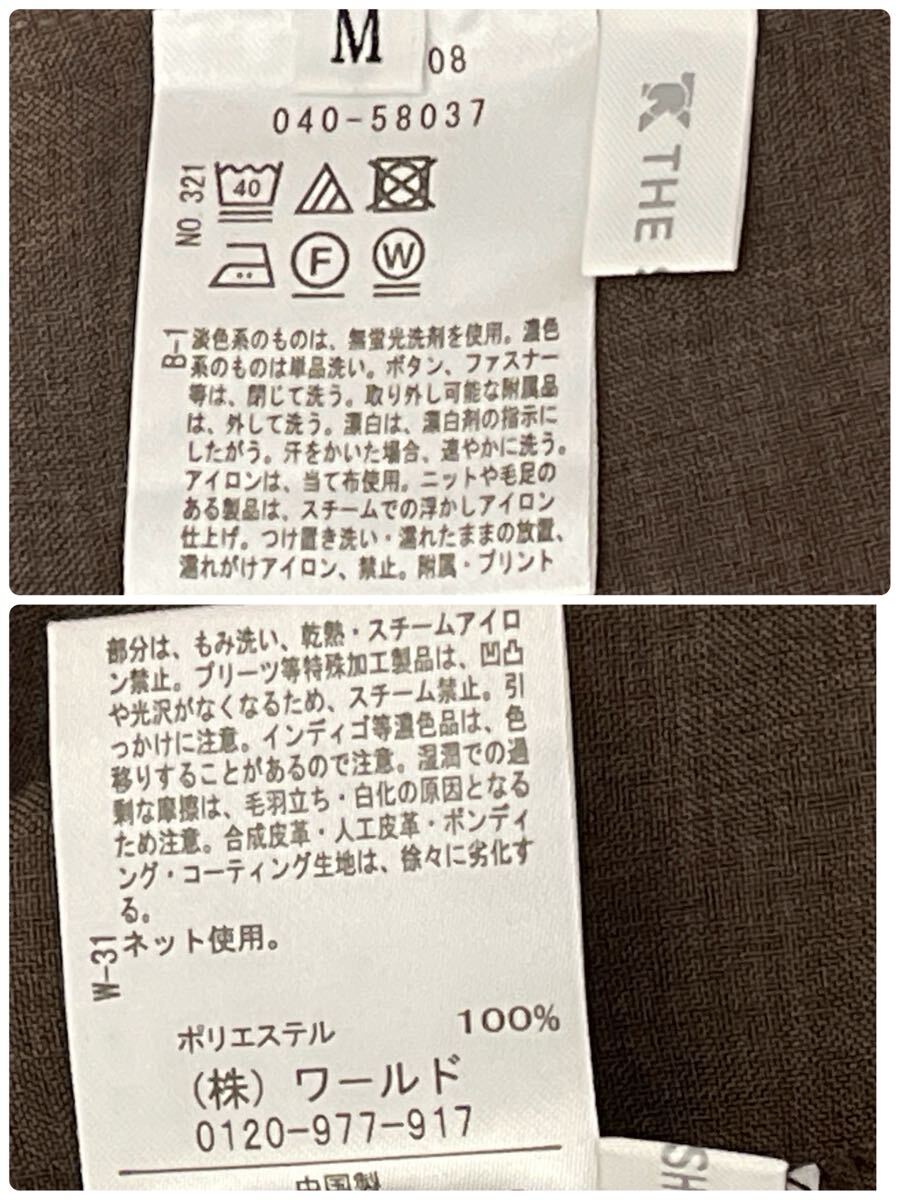 M
08
040-58037
NO.321
40
F
W
THE
B-1
淡色系のものは、無蛍光洗剤を使用。濃色
系のものは単品洗い。ボタン、ファスナー
等は、閉じて洗う。取り外し可能な附属品
は、外して洗う。漂白は、漂白剤の指示に
したがう。汗をかいた場合、速やかに洗う。
アイロンは、当て布使用。ニットや毛足の
ある製品は、スチームでの浮かしアイロン
仕上げ。つけ置き洗い・濡れたままの放置、
濡れがけアイロン、禁止。附属・プリント
部分は、もみ洗い、乾熱・スチームアイロ
ン禁止。プリーツ等特殊加工製品は、凹凸
や光沢がなくなるため、スチーム禁止。引
っかけに注意。インディゴ等濃色品は、色
移りすることがあるので注意。湿潤での過
剰な摩擦は、毛羽立ち・白化の原因となる
ため注意。合成皮革・人工皮革・ボンディ
ング・コーティング生地は、徐々に劣化す
る。
W-31
ネット使用。
ポリエステル 100%
(株) ワールド
0120-977-917
中国製
SH